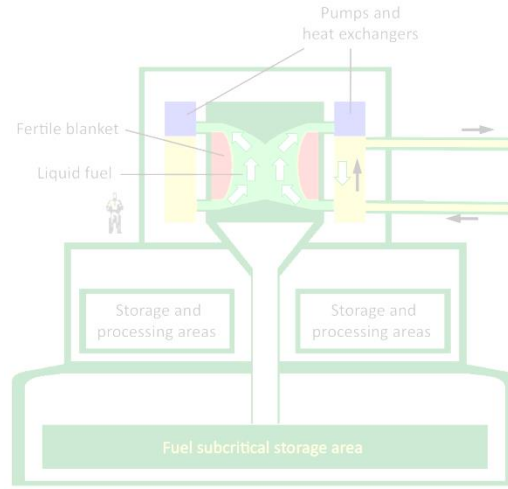 Pumps and
heat exchangers
Fertile blanket
Liquid fuel
Storage and
processing areas
Storage and
processing areas
Fuel subcritical storage area